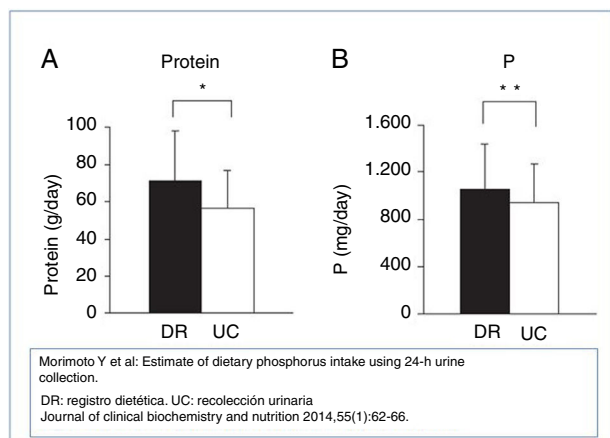 A
Protein
*
100
80
60
40
20
0
Protein (g/day)
DR UC
B
P
* *
1.600
1.200
800
400
0
P (mg/day)
DR UC
Morimoto Y et al: Estimate of dietary phosphorus intake using 24-h urine
collection.
DR: registro dietética. UC: recolección urinaria
Journal of clinical biochemistry and nutrition 2014,55(1):62-66.